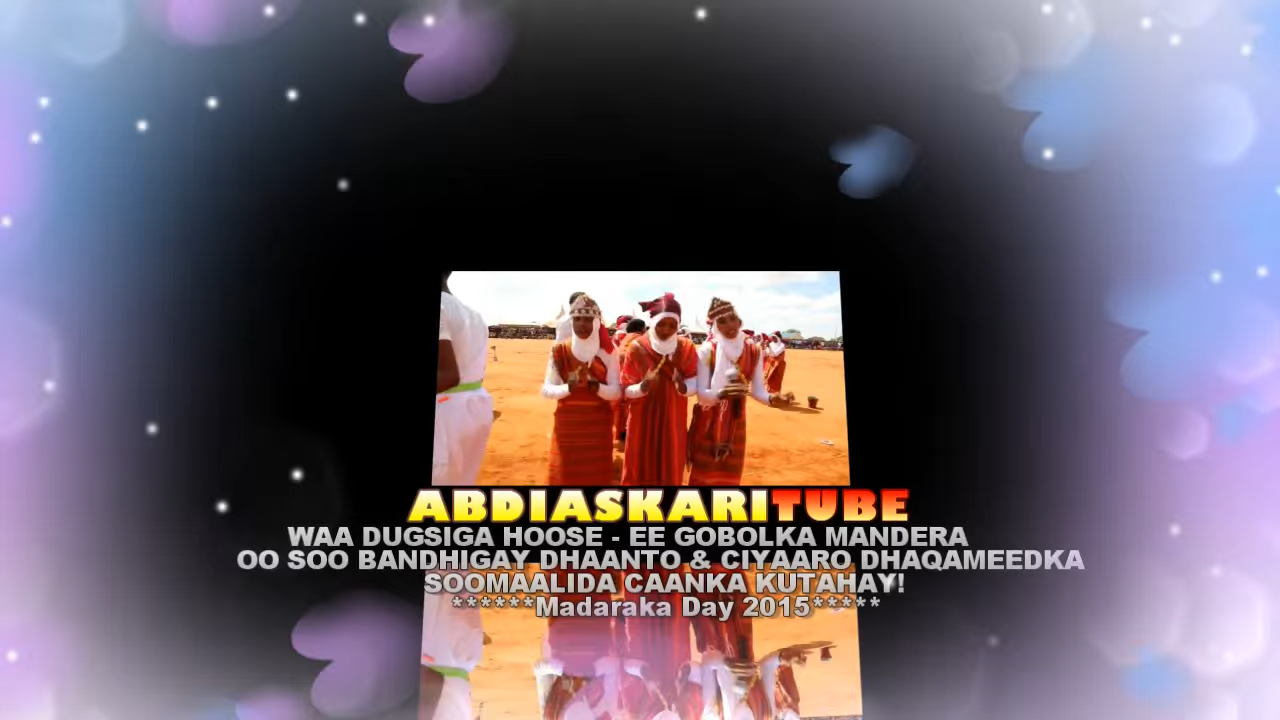 ABDIASKARITUBE
WAA DUGSIGA HOOSE - EE GOBOLKA MANDERA
OO SOO BANDHIGAY DHAANTO & CIYAARO DHAQAMEEDKA
SOOMAALIDA CAANKA KUTAHAY!
******Madaraka Day 2015*****